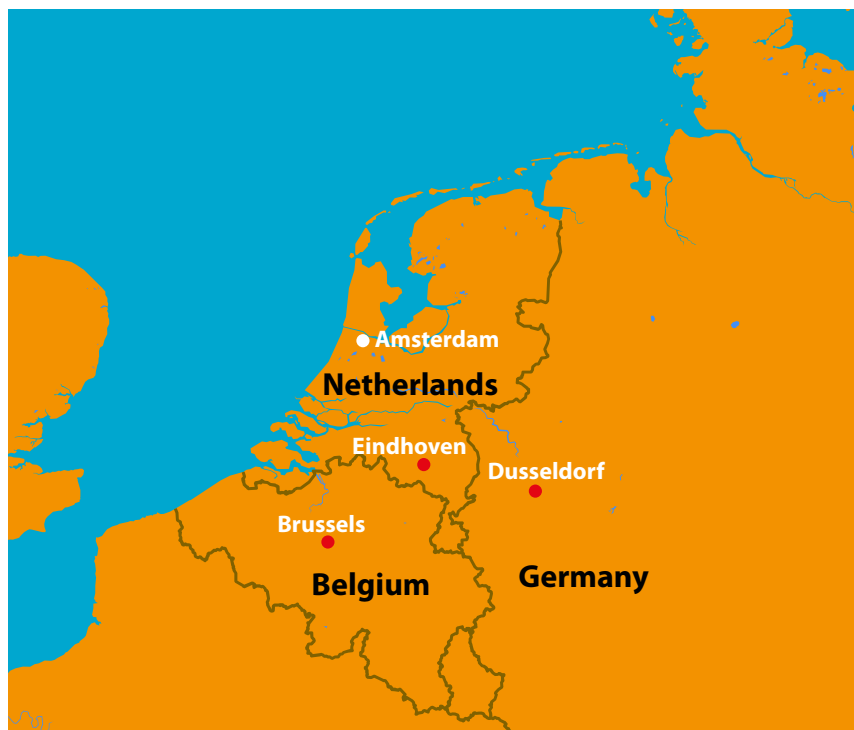 Amsterdam
Netherlands
Eindhoven
Dusseldorf
Brussels
Belgium
Germany